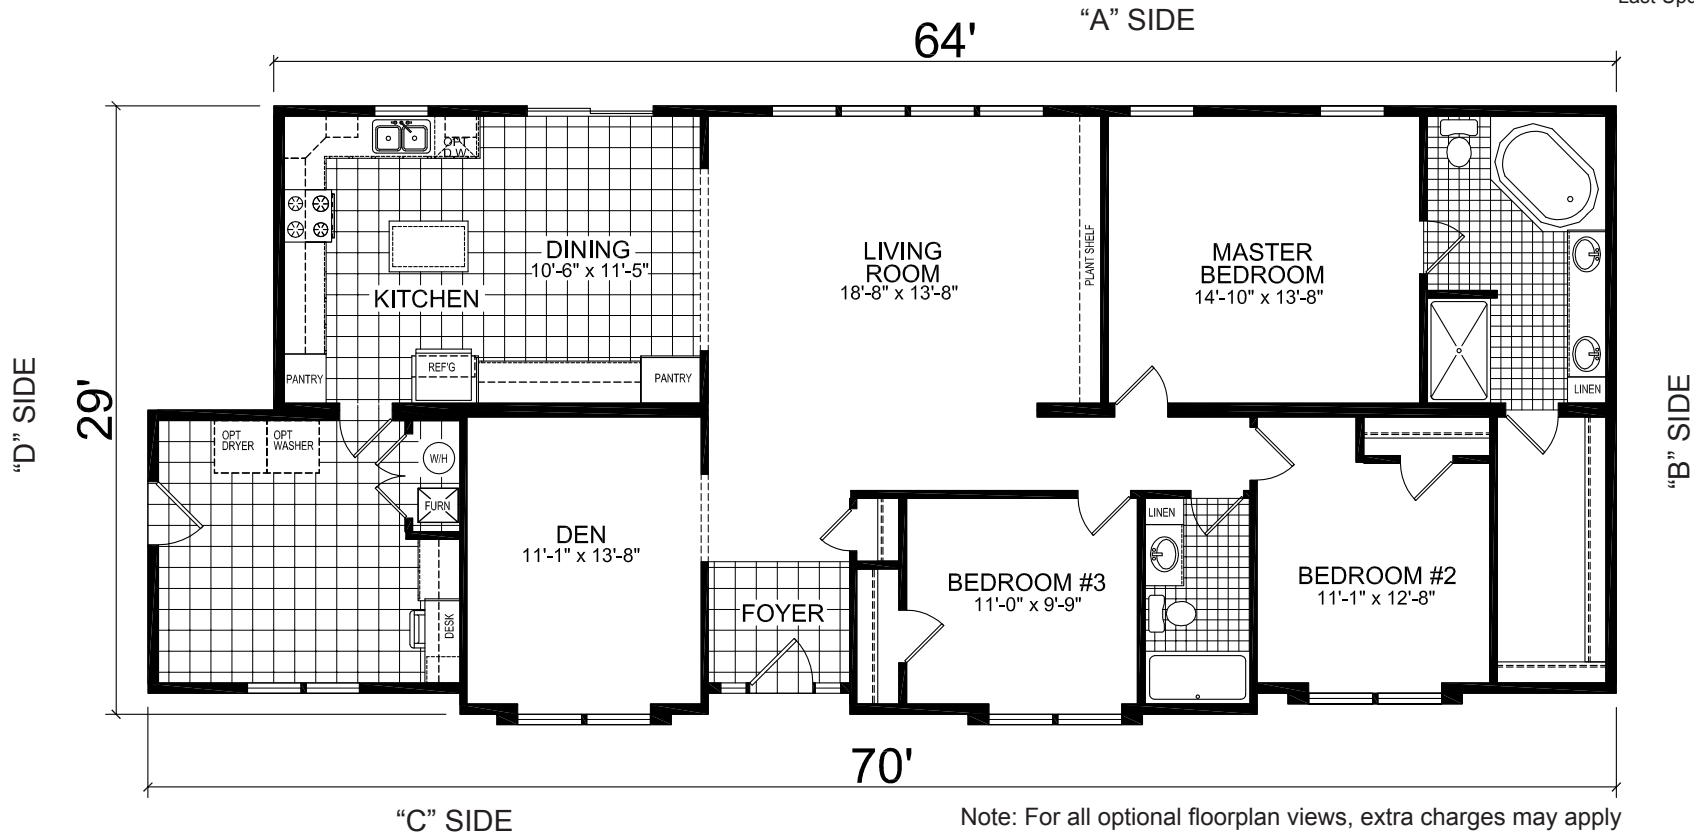 "A" SIDE
64'
OPT
D.W.
DINING
10'-6" x 11'-5"
KITCHEN
LIVING
ROOM
18'-8" x 13'-8"
PLANT SHELF
MASTER
BEDROOM
14'-10" x 13'-8"
PANTRY
REF'G
PANTRY
LINEN
"D" SIDE
29'
"B" SIDE
OPT
DRYER
OPT
WASHER
W/H
FURN
DESK
DEN
11'-1" x 13'-8"
FOYER
BEDROOM #3
11'-0" x 9'-9"
LINEN
BEDROOM #2
11'-1" x 12'-8"
70'
"C" SIDE
Note: For all optional floorplan views, extra charges may apply